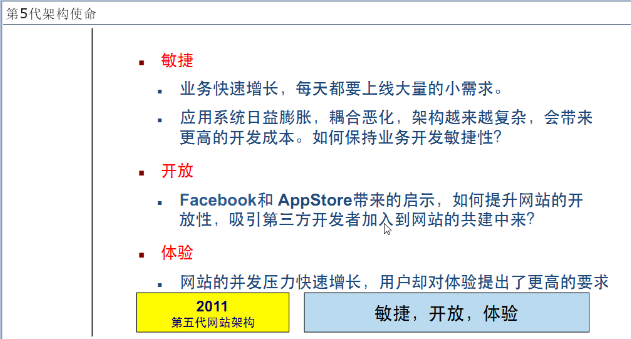 第5代架构使命
敏捷
业务快速增长，每天都要上线大量的小需求。
应用系统日益膨胀，耦合恶化，架构越来越复杂，会带来
更高的开发成本。如何保持业务开发敏捷性？
开放
Facebook和 AppStore带来的启示，如何提升网站的开
放性，吸引第三方开发者加入到网站的共建中来？
体验
网站的并发压力快速增长，用户却对体验提出了更高的要求
2011
第五代网站架构
敏捷，开放，体验